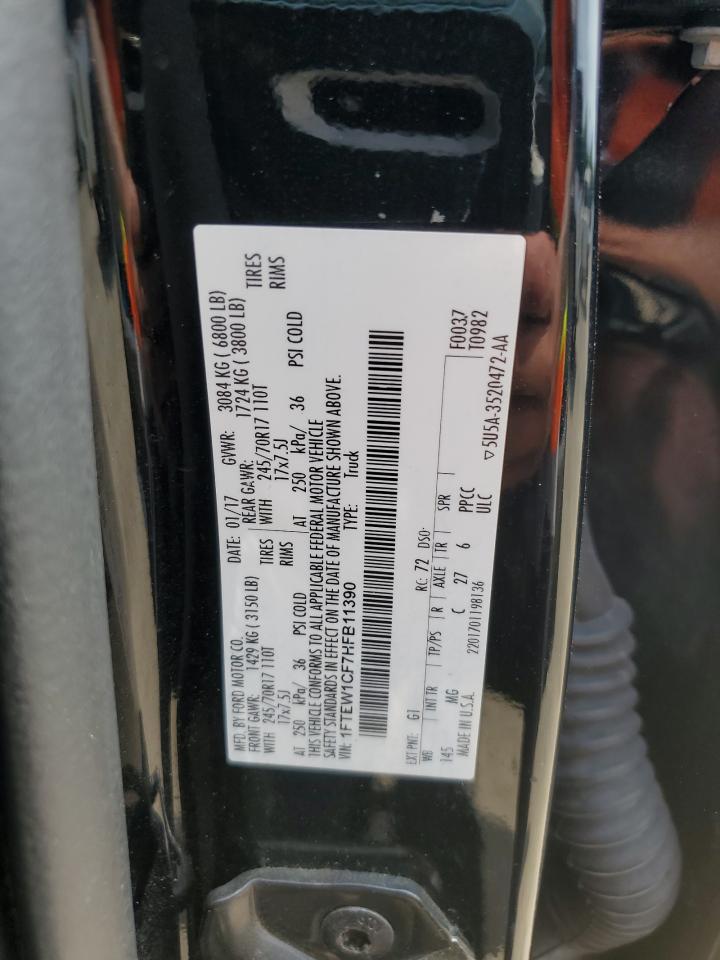 MFD. BY FORD MOTOR CO. DATE: 01/17 GVWR: 3084 KG ( 6800 LB)
FRONT GAWR: 1429 KG ( 3150 LB) REAR GAWR: 1724 KG ( 3800 LB)
WITH 245/70R17 110T TIRES WITH 245/70R17 110T TIRES
17x7.5J RIMS 17x7.5J RIMS
AT 250 kPa/ 36 PSI COLD AT 250 kPa/ 36 PSI COLD
THIS VEHICLE CONFORMS TO ALL APPLICABLE FEDERAL MOTOR VEHICLE
SAFETY STANDARDS IN EFFECT ON THE DATE OF MANUFACTURE SHOWN ABOVE.
VIN: 1FTEW1CF7HFB11390 TYPE: Truck
EXT PNT: G1 RC: 72 DSO: F0037
WB INT TR TP/PS R AXLE TR SPR T0982
145 MG C 27 6 PPCC
MADE IN U.S.A. 2201701198136 ULC ▽5U5A-3520472-AA